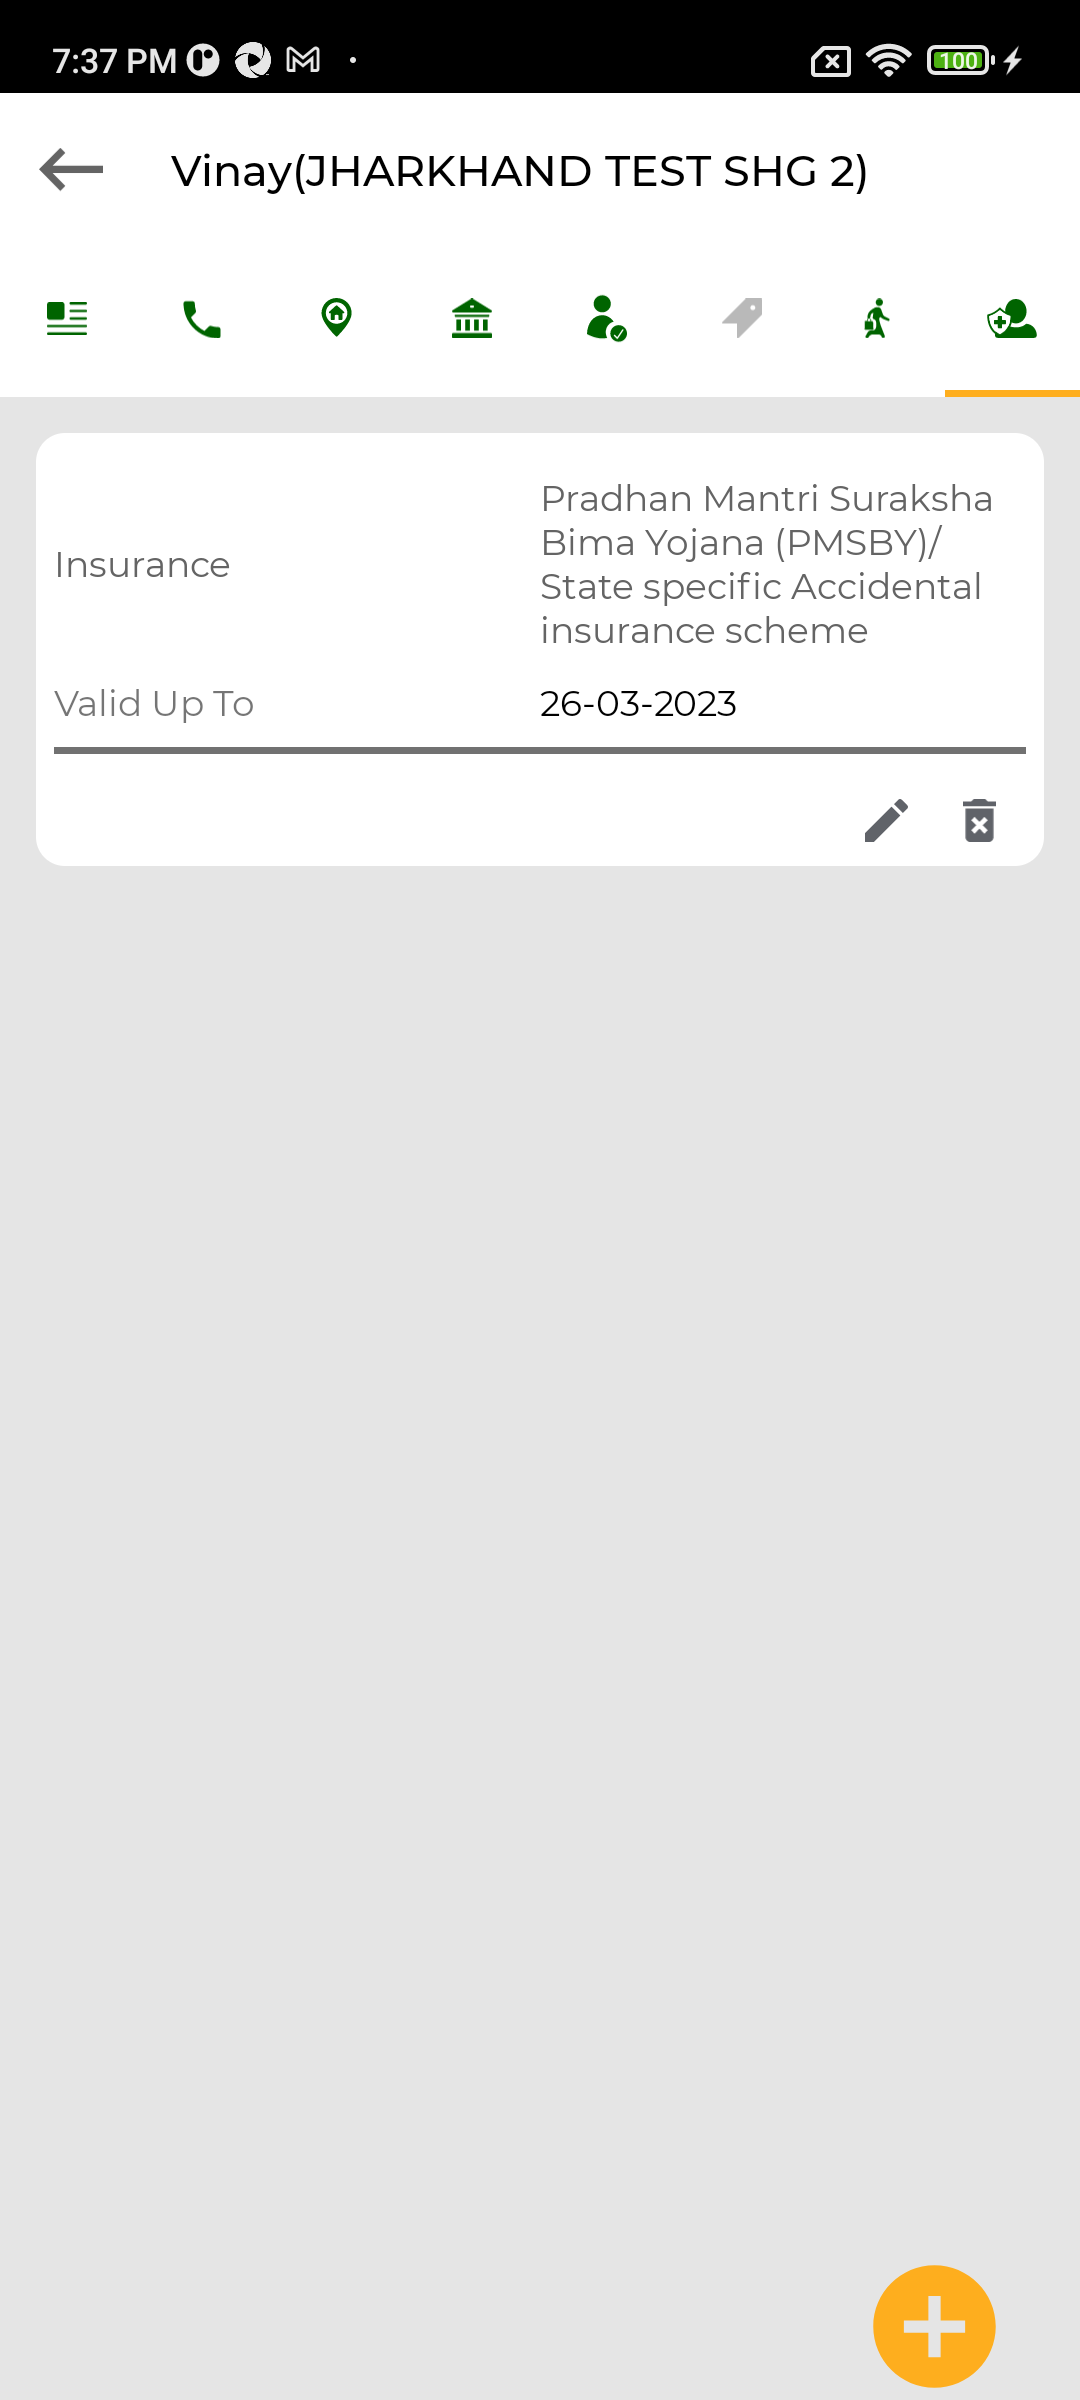 7:37 PM
100
Vinay(JHARKHAND TEST SHG 2)
Insurance
Pradhan Mantri Suraksha
Bima Yojana (PMSBY)/
State specific Accidental
insurance scheme
Valid Up To
26-03-2023